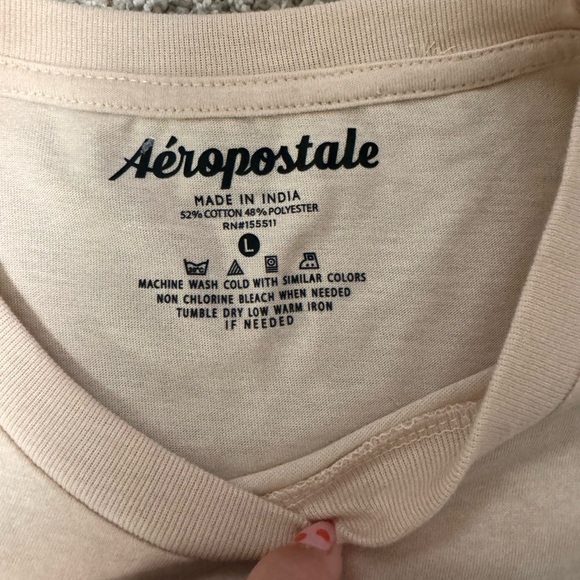 Aéropostale
MADE IN INDIA
52% COTTON 48% POLYESTER
RN#155511
L
MACHINE WASH COLD WITH SIMILAR COLORS
NON CHLORINE BLEACH WHEN NEEDED
TUMBLE DRY LOW WARM IRON
IF NEEDED